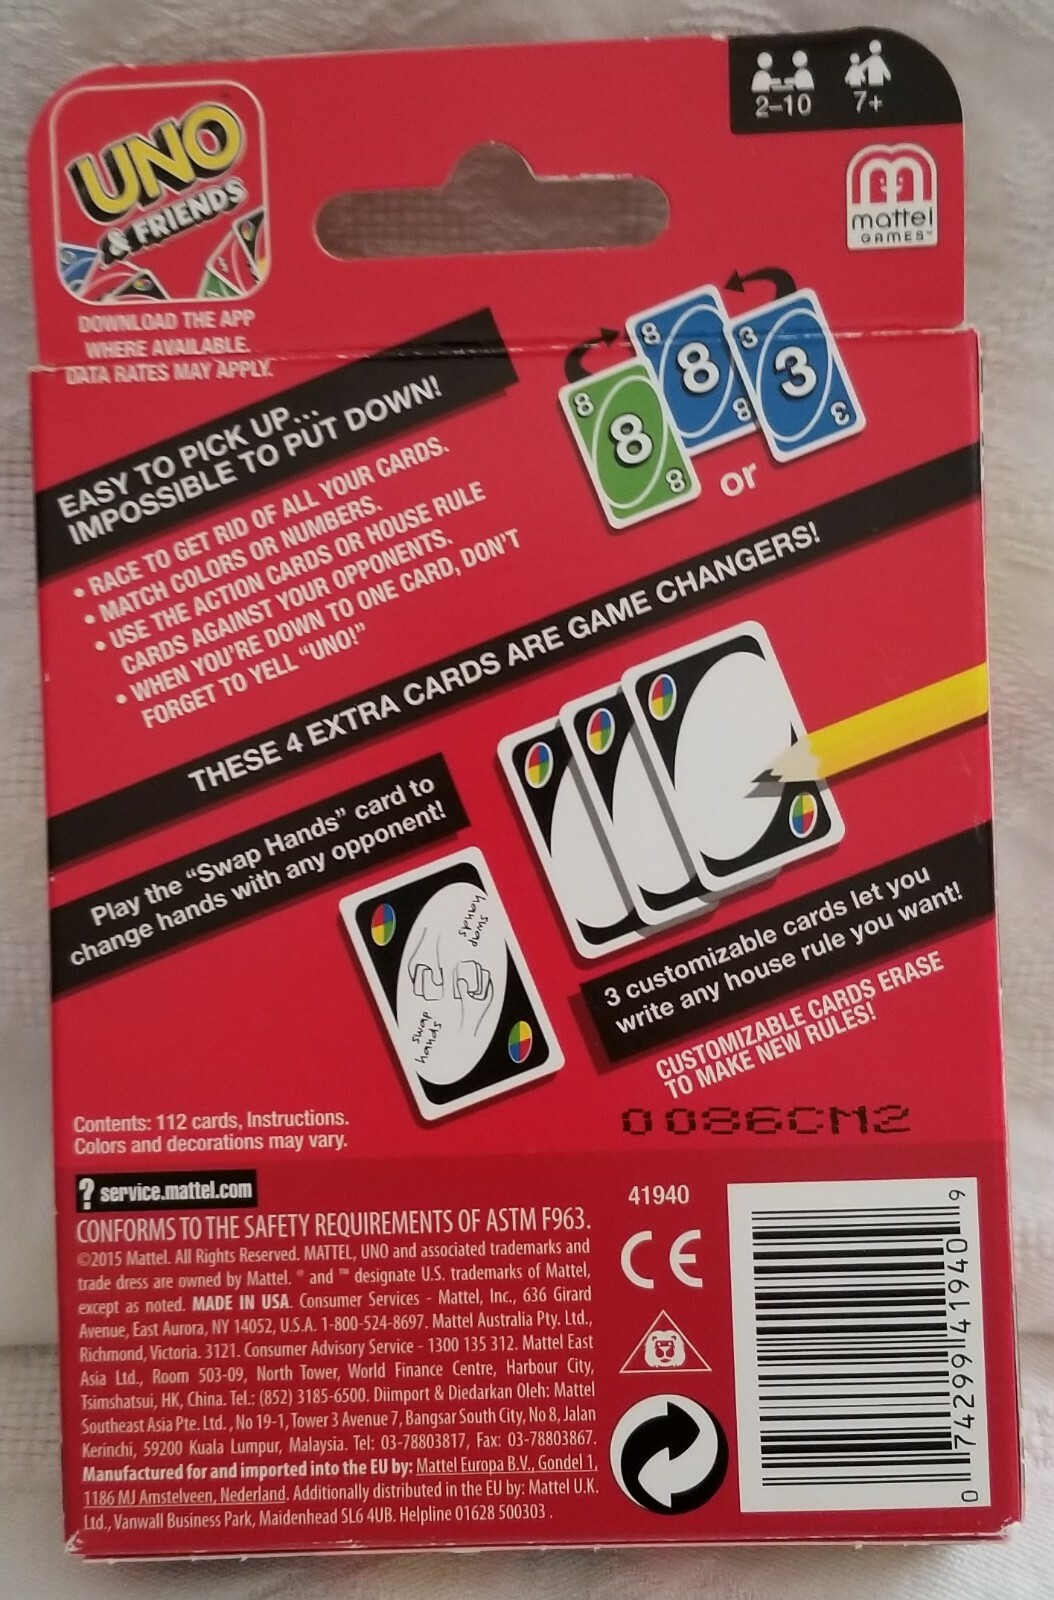 UNO
& FRIENDS
DOWNLOAD THE APP
WHERE AVAILABLE.
DATA RATES MAY APPLY.
2–10
7+
mattel
GAMES™
EASY TO PICK UP...
IMPOSSIBLE TO PUT DOWN!
• RACE TO GET RID OF ALL YOUR CARDS.
• MATCH COLORS OR NUMBERS.
• USE THE ACTION CARDS OR HOUSE RULE
CARDS AGAINST YOUR OPPONENTS.
• WHEN YOU'RE DOWN TO ONE CARD, DON'T
FORGET TO YELL "UNO!"
8
8
8
8
8
8
3
3
3
or
THESE 4 EXTRA CARDS ARE GAME CHANGERS!
Play the "Swap Hands" card to
change hands with any opponent!
swap
hands
swap
hands
3 customizable cards let you
write any house rule you want!
CUSTOMIZABLE CARDS ERASE
TO MAKE NEW RULES!
0086CM2
Contents: 112 cards, Instructions.
Colors and decorations may vary.
? service.mattel.com
CONFORMS TO THE SAFETY REQUIREMENTS OF ASTM F963.
©2015 Mattel. All Rights Reserved. MATTEL, UNO and associated trademarks and
trade dress are owned by Mattel. ® and ™ designate U.S. trademarks of Mattel,
except as noted. MADE IN USA. Consumer Services - Mattel, Inc., 636 Girard
Avenue, East Aurora, NY 14052, U.S.A. 1-800-524-8697. Mattel Australia Pty. Ltd.,
Richmond, Victoria. 3121. Consumer Advisory Service - 1300 135 312. Mattel East
Asia Ltd., Room 503-09, North Tower, World Finance Centre, Harbour City,
Tsimshatsui, HK, China. Tel.: (852) 3185-6500. Diimport & Diedarkan Oleh: Mattel
Southeast Asia Pte. Ltd., No 19-1, Tower 3 Avenue 7, Bangsar South City, No 8, Jalan
Kerinchi, 59200 Kuala Lumpur, Malaysia. Tel: 03-78803817, Fax: 03-78803867.
Manufactured for and imported into the EU by: Mattel Europa B.V., Gondel 1,
1186 MJ Amstelveen, Nederland. Additionally distributed in the EU by: Mattel U.K.
Ltd., Vanwall Business Park, Maidenhead SL6 4UB. Helpline 01628 500303.
41940
CE
0 74299 41940 6